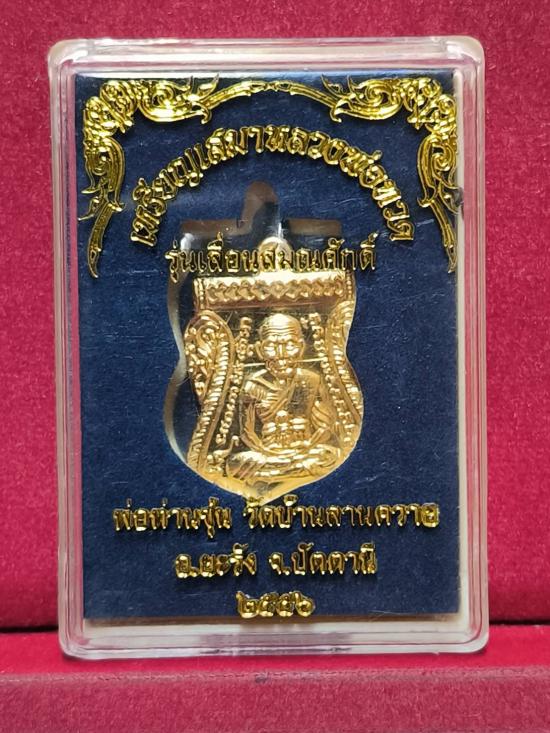 เหรียญเสมาหลวงพ่อทวด
รุ่นเลื่อนสมณศักดิ์
พ่อท่านขุ้น วัดบ้านลานควาย
อ.ยะรัง จ.ปัตตานี
๒๕๕๖